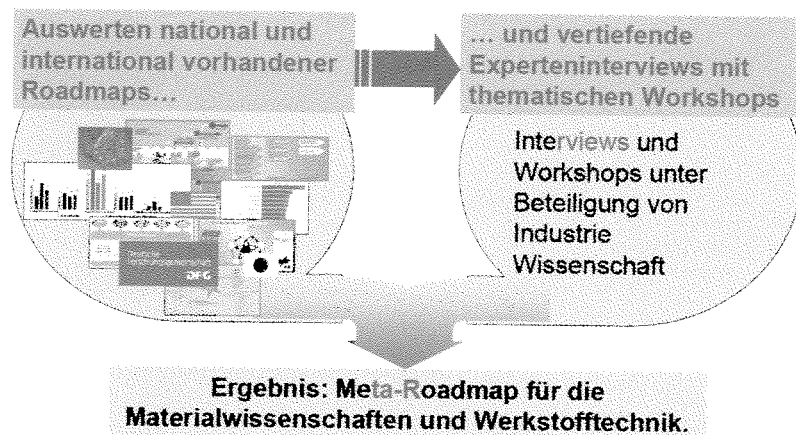 Auswerten national und
international vorhandener
Roadmaps…
… und vertiefende
Experteninterviews mit
thematischen Workshops
Interviews und
Workshops unter
Beteiligung von
Industrie
Wissenschaft
DFG
Ergebnis: Meta-Roadmap für die
Materialwissenschaften und Werkstofftechnik.